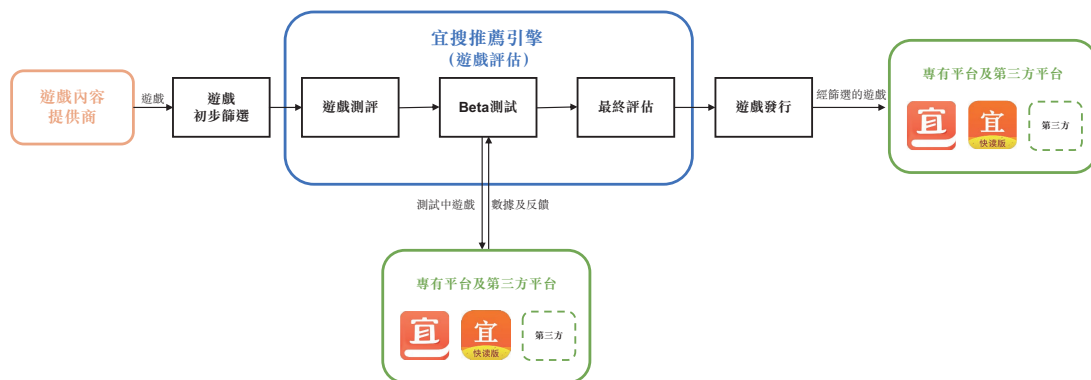 宜搜推薦引擎
(遊戲評估)
遊戲內容
提供商
遊戲
遊戲
初步篩選
遊戲測評
Beta測試
最終評估
遊戲發行
經篩選的遊戲
專有平台及第三方平台
宜
宜
快读版
第三方
測試中遊戲
數據及反饋
專有平台及第三方平台
宜
宜
快读版
第三方